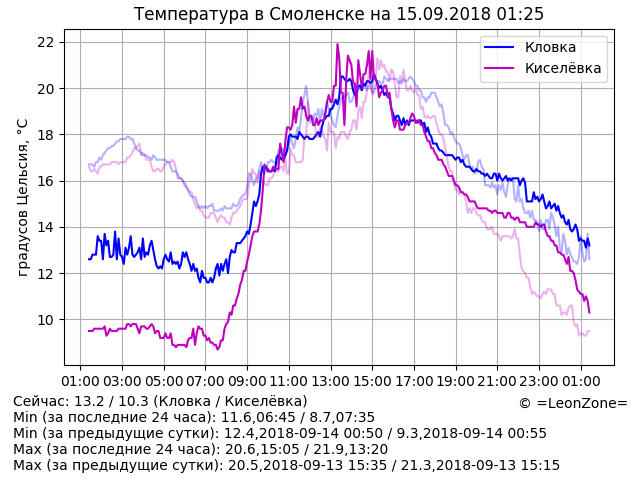 Температура в Смоленске на 15.09.2018 01:25
градусов Цельсия, °C
22
20
18
16
14
12
10
Кловка
Киселёвка
01:00 03:00 05:00 07:00 09:00 11:00 13:00 15:00 17:00 19:00 21:00 23:00 01:00
Сейчас: 13.2 / 10.3 (Кловка / Киселёвка)
© =LeonZone=
Min (за последние 24 часа): 11.6,06:45 / 8.7,07:35
Min (за предыдущие сутки): 12.4,2018-09-14 00:50 / 9.3,2018-09-14 00:55
Max (за последние 24 часа): 20.6,15:05 / 21.9,13:20
Max (за предыдущие сутки): 20.5,2018-09-13 15:35 / 21.3,2018-09-13 15:15